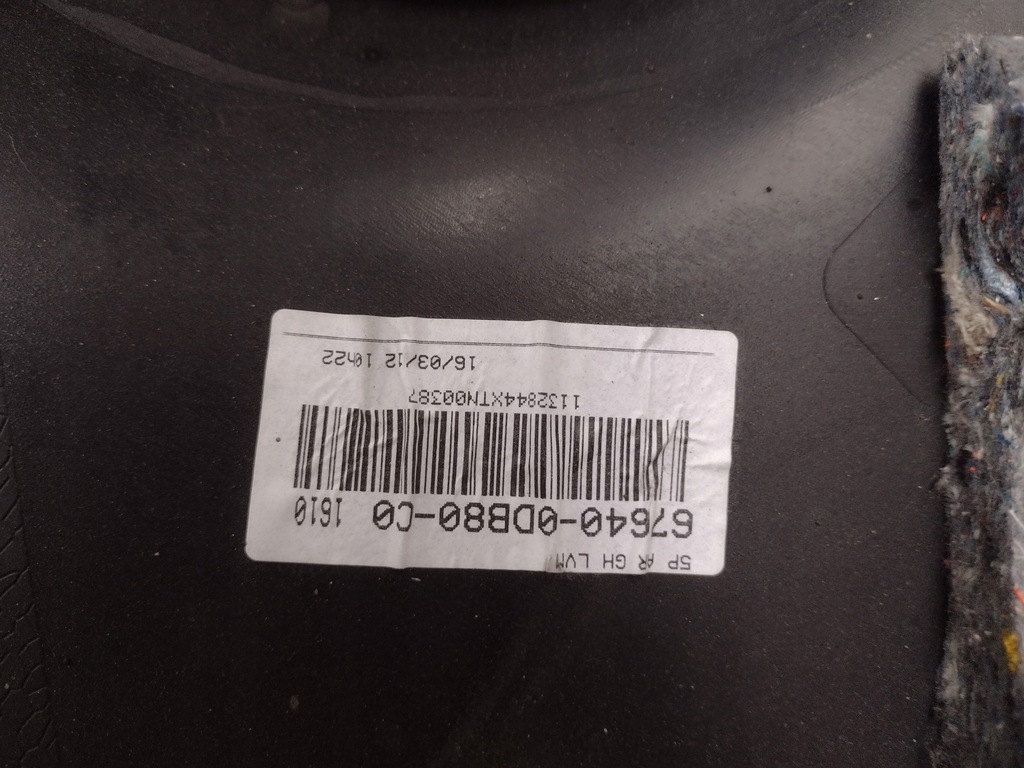 5P AR GH LVM
67640-0DB80-C0 1610
1132844XTN00387
16/03/12 10h22